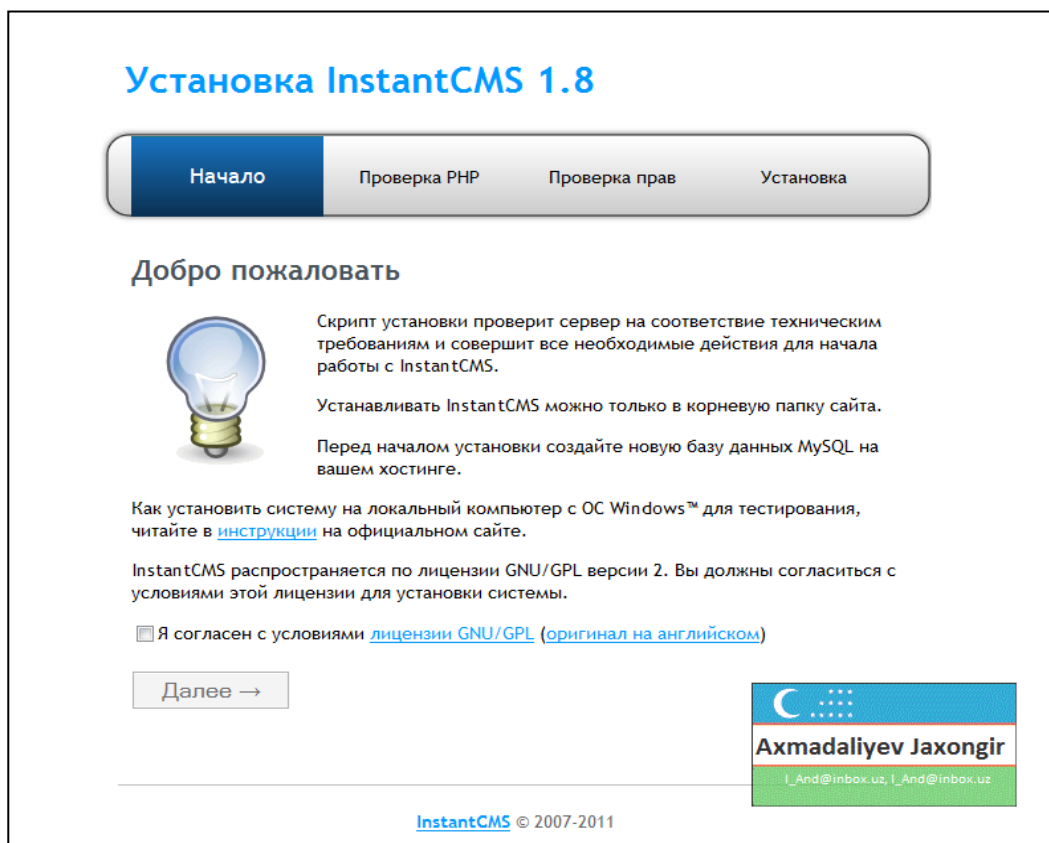 Установка InstantCMS 1.8
Начало Проверка PHP Проверка прав Установка
Добро пожаловать
Скрипт установки проверит сервер на соответствие техническим
требованиям и совершит все необходимые действия для начала
работы с InstantCMS.
Устанавливать InstantCMS можно только в корневую папку сайта.
Перед началом установки создайте новую базу данных MySQL на
вашем хостинге.
Как установить систему на локальный компьютер с ОС Windows™ для тестирования,
читайте в инструкции на официальном сайте.
InstantCMS распространяется по лицензии GNU/GPL версии 2. Вы должны согласиться с
условиями этой лицензии для установки системы.
Я согласен с условиями лицензии GNU/GPL (оригинал на английском)
Далее →
Axmadaliyev Jaxongir
I_And@inbox.uz, I_And@inbox.uz
InstantCMS © 2007-2011